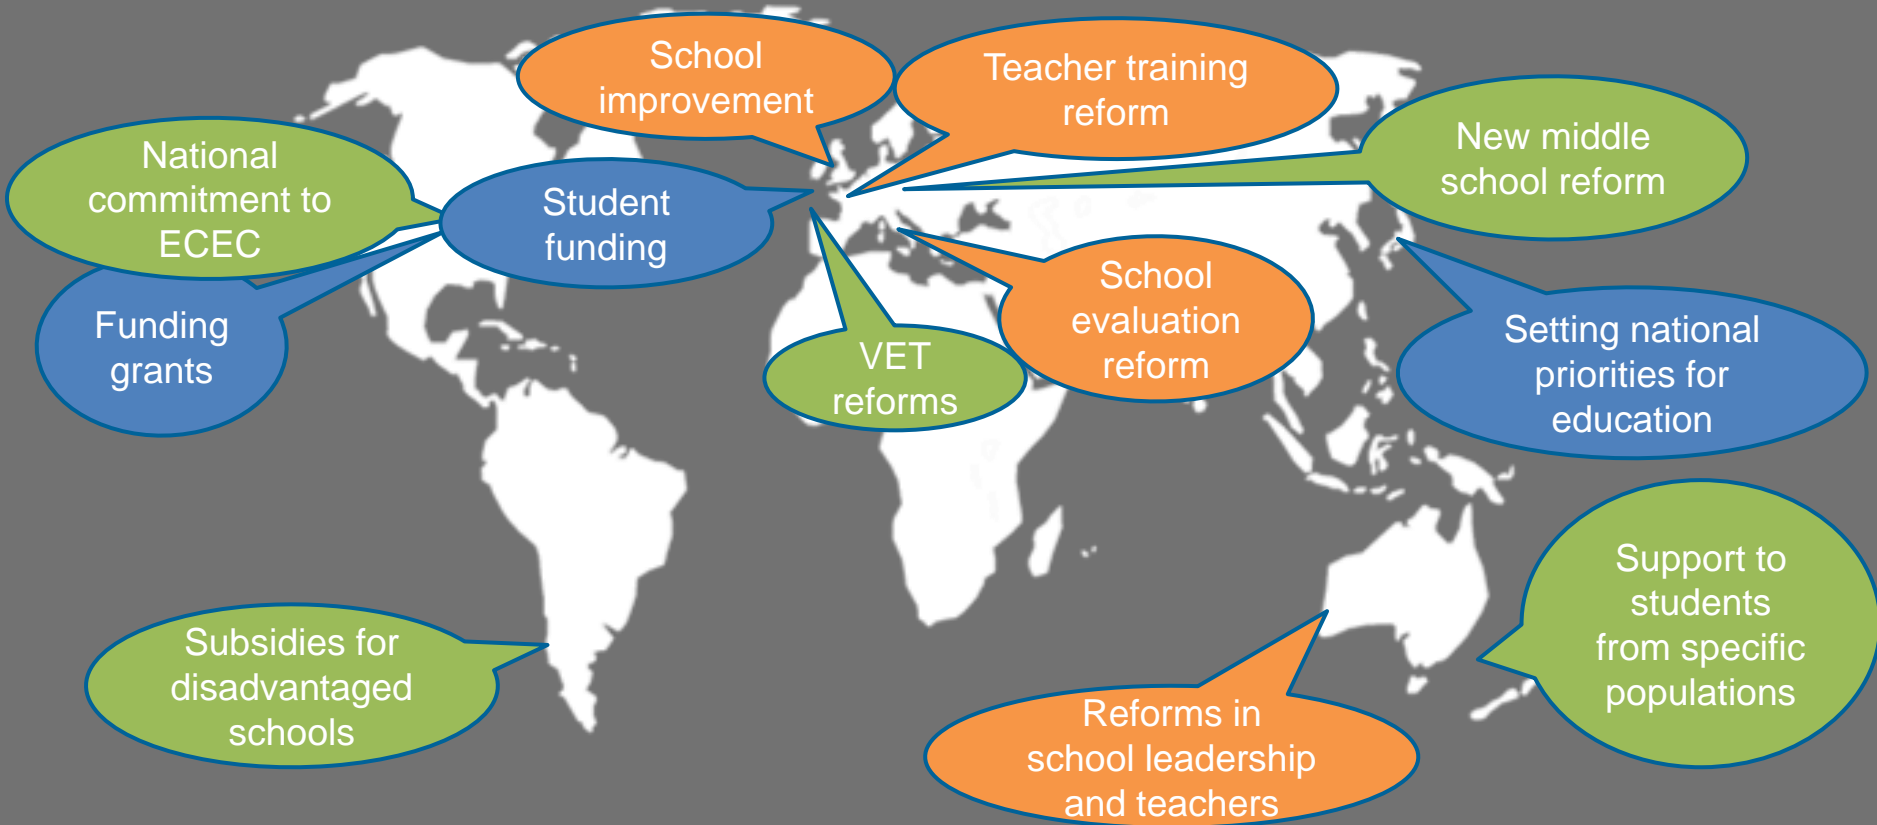 School
improvement
Teacher training
reform
New middle
school reform
National
commitment to
ECEC
Student
funding
Funding
grants
VET
reforms
School
evaluation
reform
Setting national
priorities for
education
Subsidies for
disadvantaged
schools
Reforms in
school leadership
and teachers
Support to
students
from specific
populations